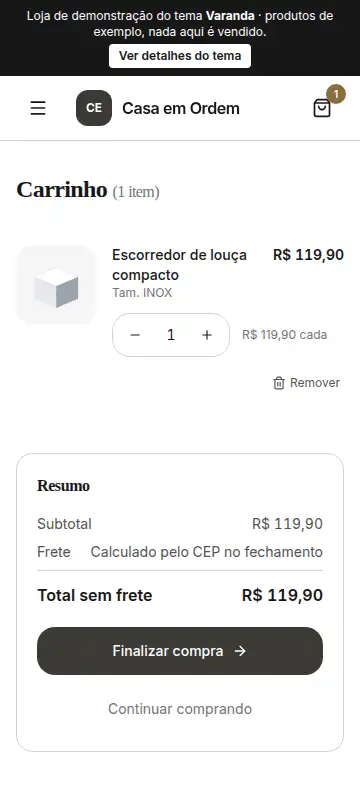 Loja de demonstração do tema Varanda · produtos de
exemplo, nada aqui é vendido.
Ver detalhes do tema
CE
Casa em Ordem
1
Carrinho (1 item)
Escorredor de louça
compacto
R$ 119,90
Tam. INOX
1
R$ 119,90 cada
Remover
Resumo
Subtotal R$ 119,90
Frete Calculado pelo CEP no fechamento
Total sem frete R$ 119,90
Finalizar compra →
Continuar comprando